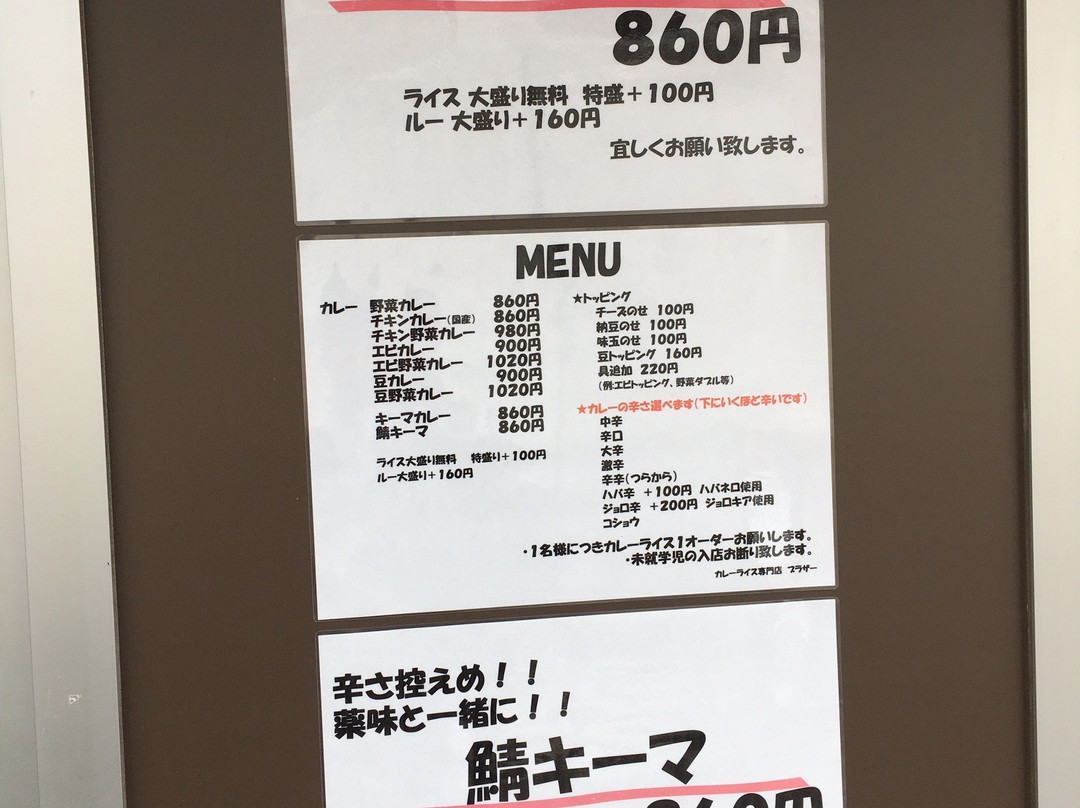 860円
ライス 大盛り無料 特盛+100円
ルー 大盛り+160円
宜しくお願い致します。
MENU
カレー 野菜カレー 860円
チキンカレー(国産) 860円
チキン野菜カレー 980円
エビカレー 900円
エビ野菜カレー 1020円
豆カレー 900円
豆野菜カレー 1020円
キーマカレー 860円
鯖キーマ 860円
ライス大盛り無料 特盛り+100円
ルー大盛り+160円
★トッピング
チーズのせ 100円
納豆のせ 100円
味玉のせ 100円
豆トッピング 160円
具追加 220円
(例:エビトッピング、野菜ダブル等)
★カレーの辛さ選べます(下にいくほど辛いです)
中辛
辛口
大辛
激辛
辛辛(つらから)
ハバ辛 +100円 ハバネロ使用
ジョロ辛 +200円 ジョロキア使用
コショウ
・1名様につきカレーライス1オーダーお願いします。
・未就学児の入店お断り致します。
カレーライス専門店 ブラザー
辛さ控えめ!!
薬味と一緒に!!
鯖キーマ
860円